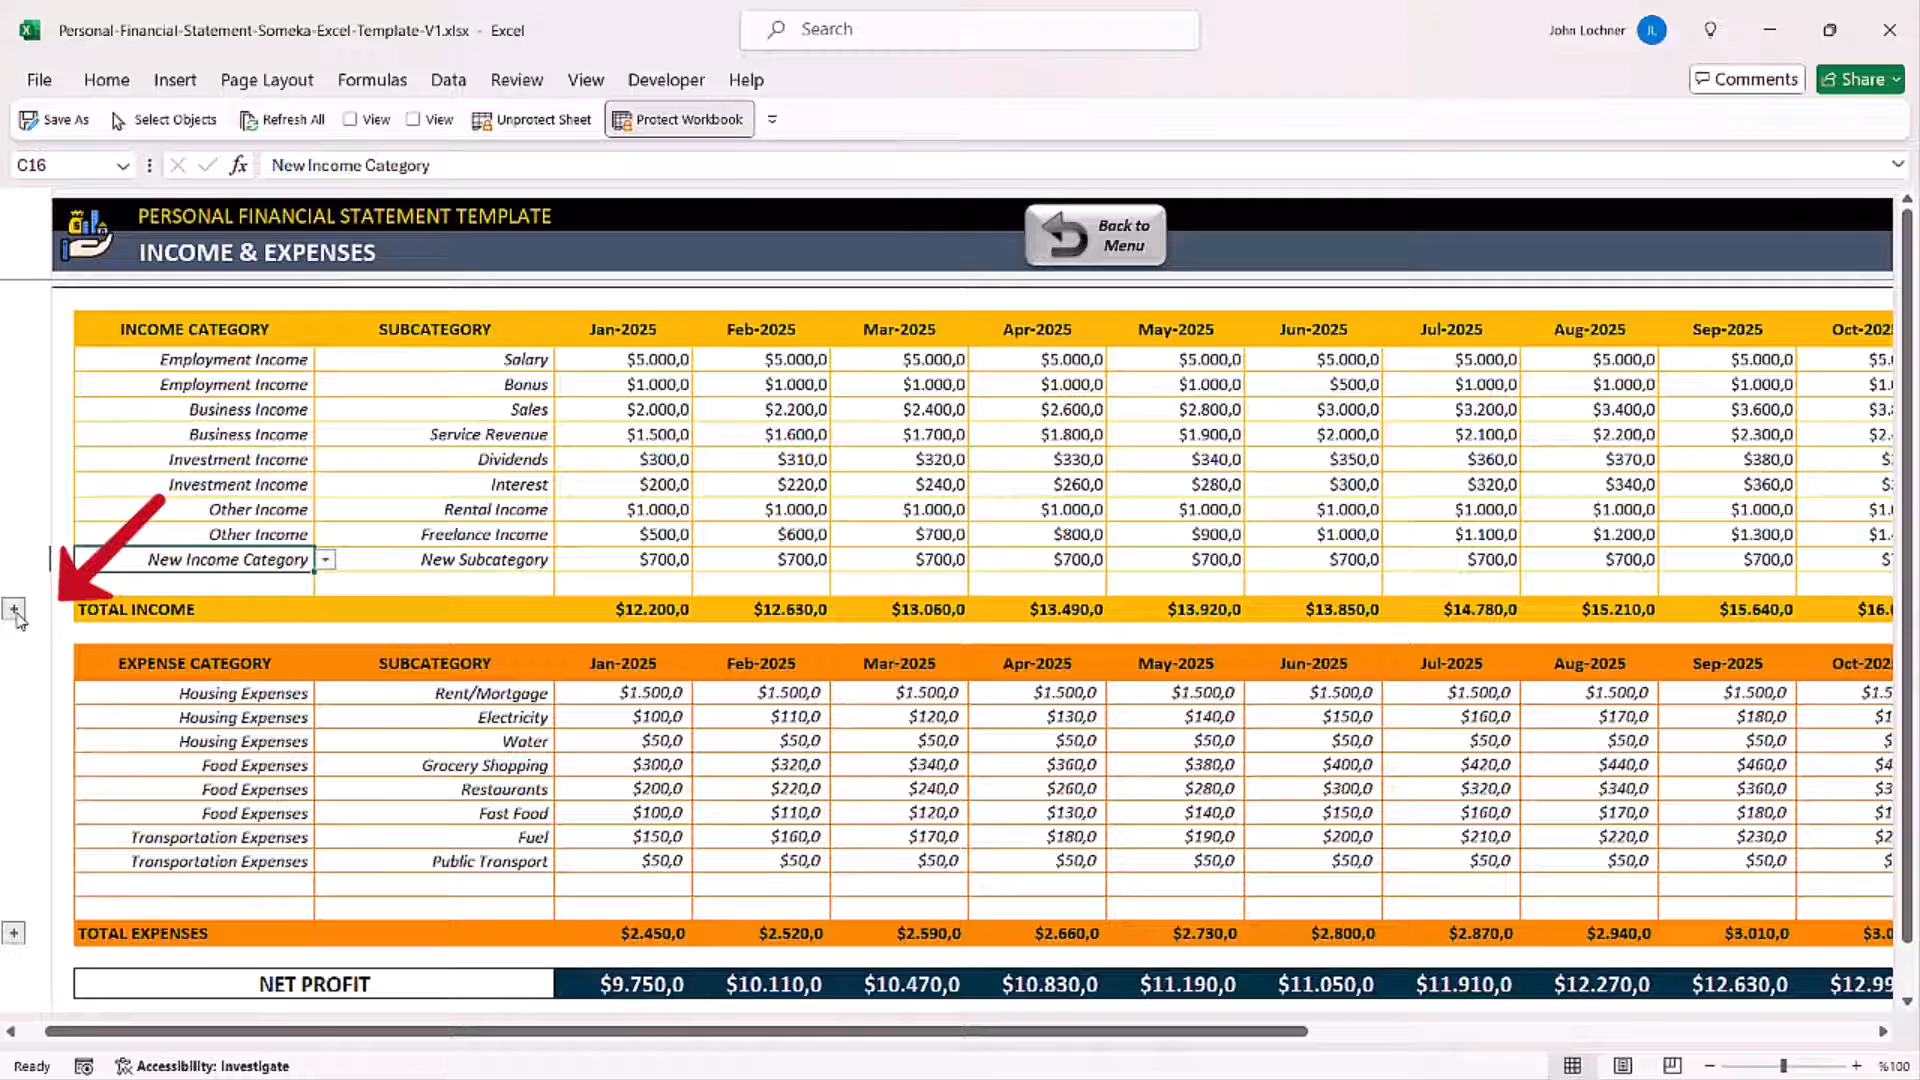 Personal-Financial-Statement-Someka-Excel-Template-V1.xlsx - Excel
Search
John Lochner JL
File Home Insert Page Layout Formulas Data Review View Developer Help
Comments Share
Save As Select Objects Refresh All View View Unprotect Sheet Protect Workbook
C16 fx New Income Category
PERSONAL FINANCIAL STATEMENT TEMPLATE
INCOME & EXPENSES
Back to
Menu
INCOME CATEGORY SUBCATEGORY Jan-2025 Feb-2025 Mar-2025 Apr-2025 May-2025 Jun-2025 Jul-2025 Aug-2025 Sep-2025 Oct-202
Employment Income Salary $5.000,0 $5.000,0 $5.000,0 $5.000,0 $5.000,0 $5.000,0 $5.000,0 $5.000,0 $5.000,0 $5.
Employment Income Bonus $1.000,0 $1.000,0 $1.000,0 $1.000,0 $1.000,0 $500,0 $1.000,0 $1.000,0 $1.000,0 $1.
Business Income Sales $2.000,0 $2.200,0 $2.400,0 $2.600,0 $2.800,0 $3.000,0 $3.200,0 $3.400,0 $3.600,0 $3.
Business Income Service Revenue $1.500,0 $1.600,0 $1.700,0 $1.800,0 $1.900,0 $2.000,0 $2.100,0 $2.200,0 $2.300,0 $2.
Investment Income Dividends $300,0 $310,0 $320,0 $330,0 $340,0 $350,0 $360,0 $370,0 $380,0 $
Investment Income Interest $200,0 $220,0 $240,0 $260,0 $280,0 $300,0 $320,0 $340,0 $360,0 $
Other Income Rental Income $1.000,0 $1.000,0 $1.000,0 $1.000,0 $1.000,0 $1.000,0 $1.000,0 $1.000,0 $1.000,0 $1.
Other Income Freelance Income $500,0 $600,0 $700,0 $800,0 $900,0 $1.000,0 $1.100,0 $1.200,0 $1.300,0 $1.
New Income Category New Subcategory $700,0 $700,0 $700,0 $700,0 $700,0 $700,0 $700,0 $700,0 $700,0 $
TOTAL INCOME $12.200,0 $12.630,0 $13.060,0 $13.490,0 $13.920,0 $13.850,0 $14.780,0 $15.210,0 $15.640,0 $16.
EXPENSE CATEGORY SUBCATEGORY Jan-2025 Feb-2025 Mar-2025 Apr-2025 May-2025 Jun-2025 Jul-2025 Aug-2025 Sep-2025 Oct-202
Housing Expenses Rent/Mortgage $1.500,0 $1.500,0 $1.500,0 $1.500,0 $1.500,0 $1.500,0 $1.500,0 $1.500,0 $1.500,0 $1.5
Housing Expenses Electricity $100,0 $110,0 $120,0 $130,0 $140,0 $150,0 $160,0 $170,0 $180,0 $1
Housing Expenses Water $50,0 $50,0 $50,0 $50,0 $50,0 $50,0 $50,0 $50,0 $50,0 $
Food Expenses Grocery Shopping $300,0 $320,0 $340,0 $360,0 $380,0 $400,0 $420,0 $440,0 $460,0 $4
Food Expenses Restaurants $200,0 $220,0 $240,0 $260,0 $280,0 $300,0 $320,0 $340,0 $360,0 $3
Food Expenses Fast Food $100,0 $110,0 $120,0 $130,0 $140,0 $150,0 $160,0 $170,0 $180,0 $1
Transportation Expenses Fuel $150,0 $160,0 $170,0 $180,0 $190,0 $200,0 $210,0 $220,0 $230,0 $2
Transportation Expenses Public Transport $50,0 $50,0 $50,0 $50,0 $50,0 $50,0 $50,0 $50,0 $50,0 $
TOTAL EXPENSES $2.450,0 $2.520,0 $2.590,0 $2.660,0 $2.730,0 $2.800,0 $2.870,0 $2.940,0 $3.010,0 $3.0
NET PROFIT $9.750,0 $10.110,0 $10.470,0 $10.830,0 $11.190,0 $11.050,0 $11.910,0 $12.270,0 $12.630,0 $12.99
Ready Accessibility: Investigate %100